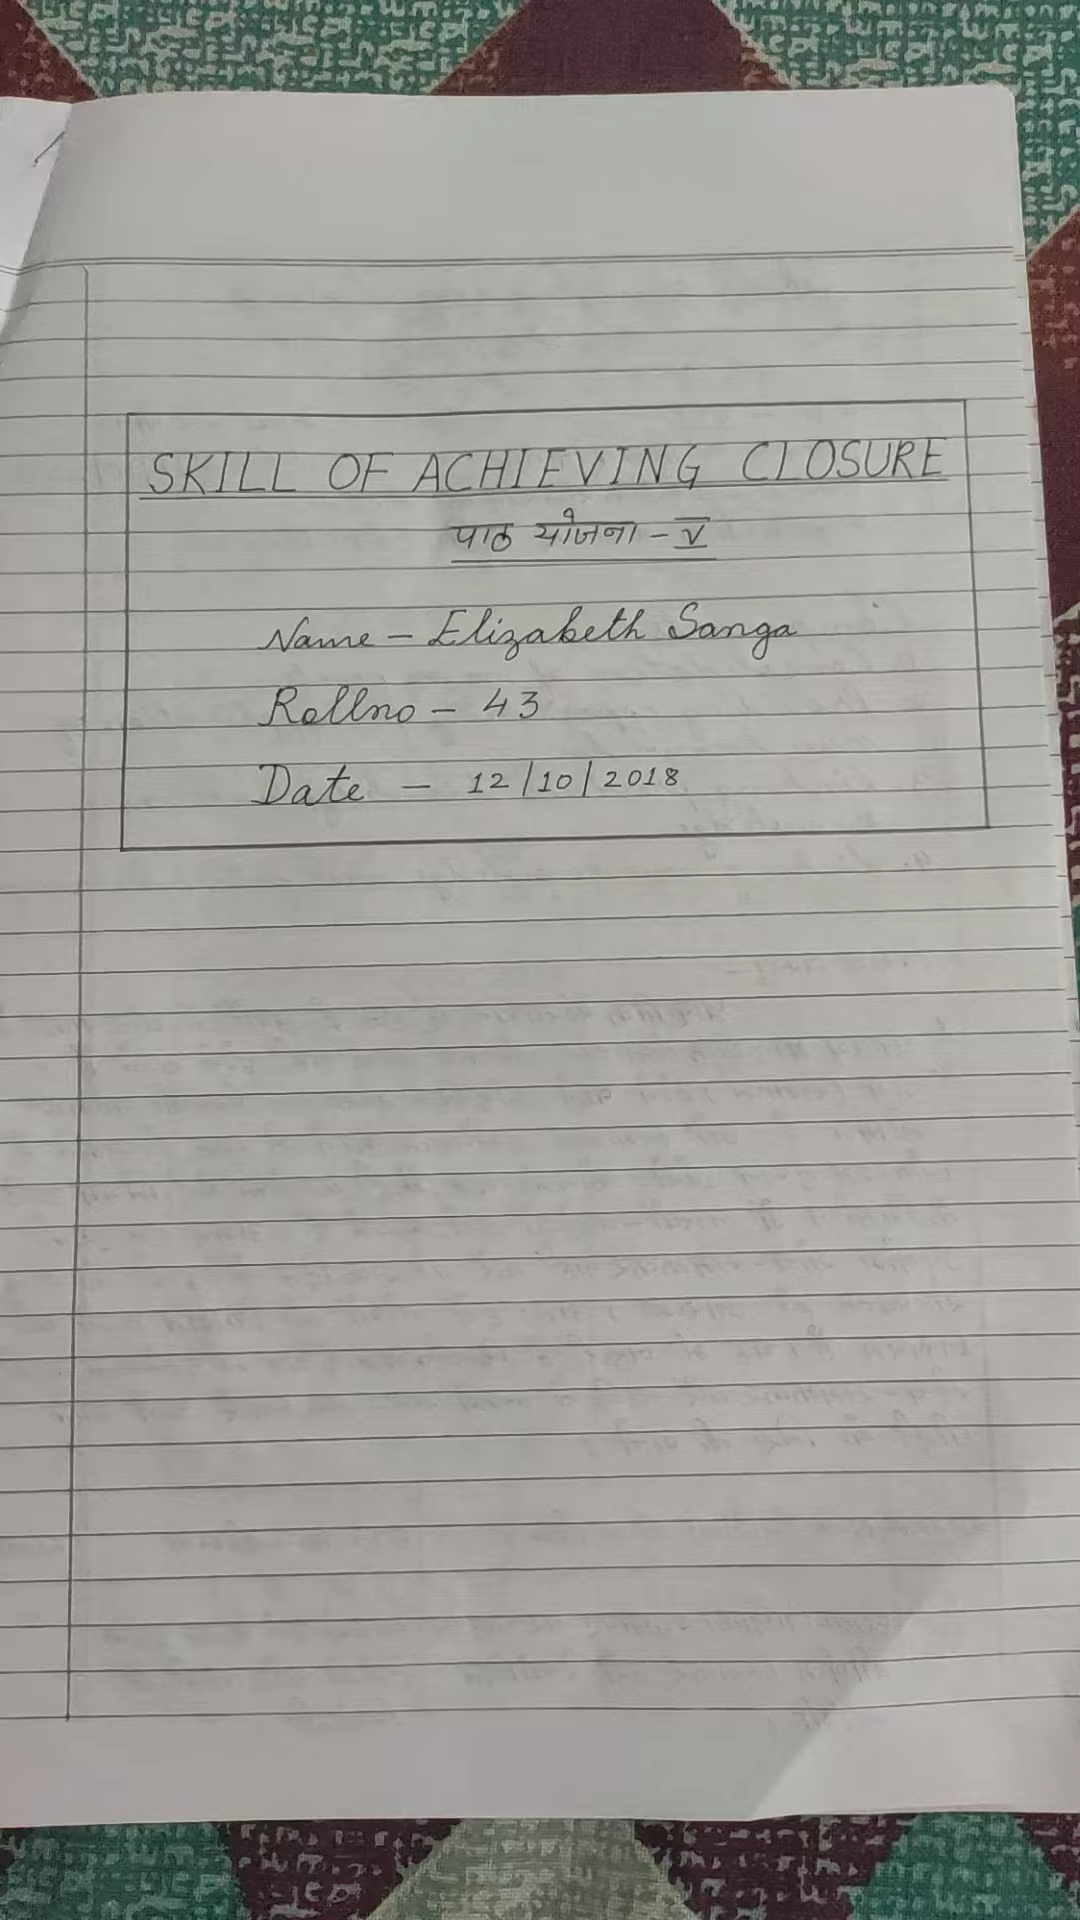 SKILL OF ACHIEVING CLOSURE
पाठ योजना - V
Name - Elizabeth Sanga
Rollno - 43
Date - 12/10/2018